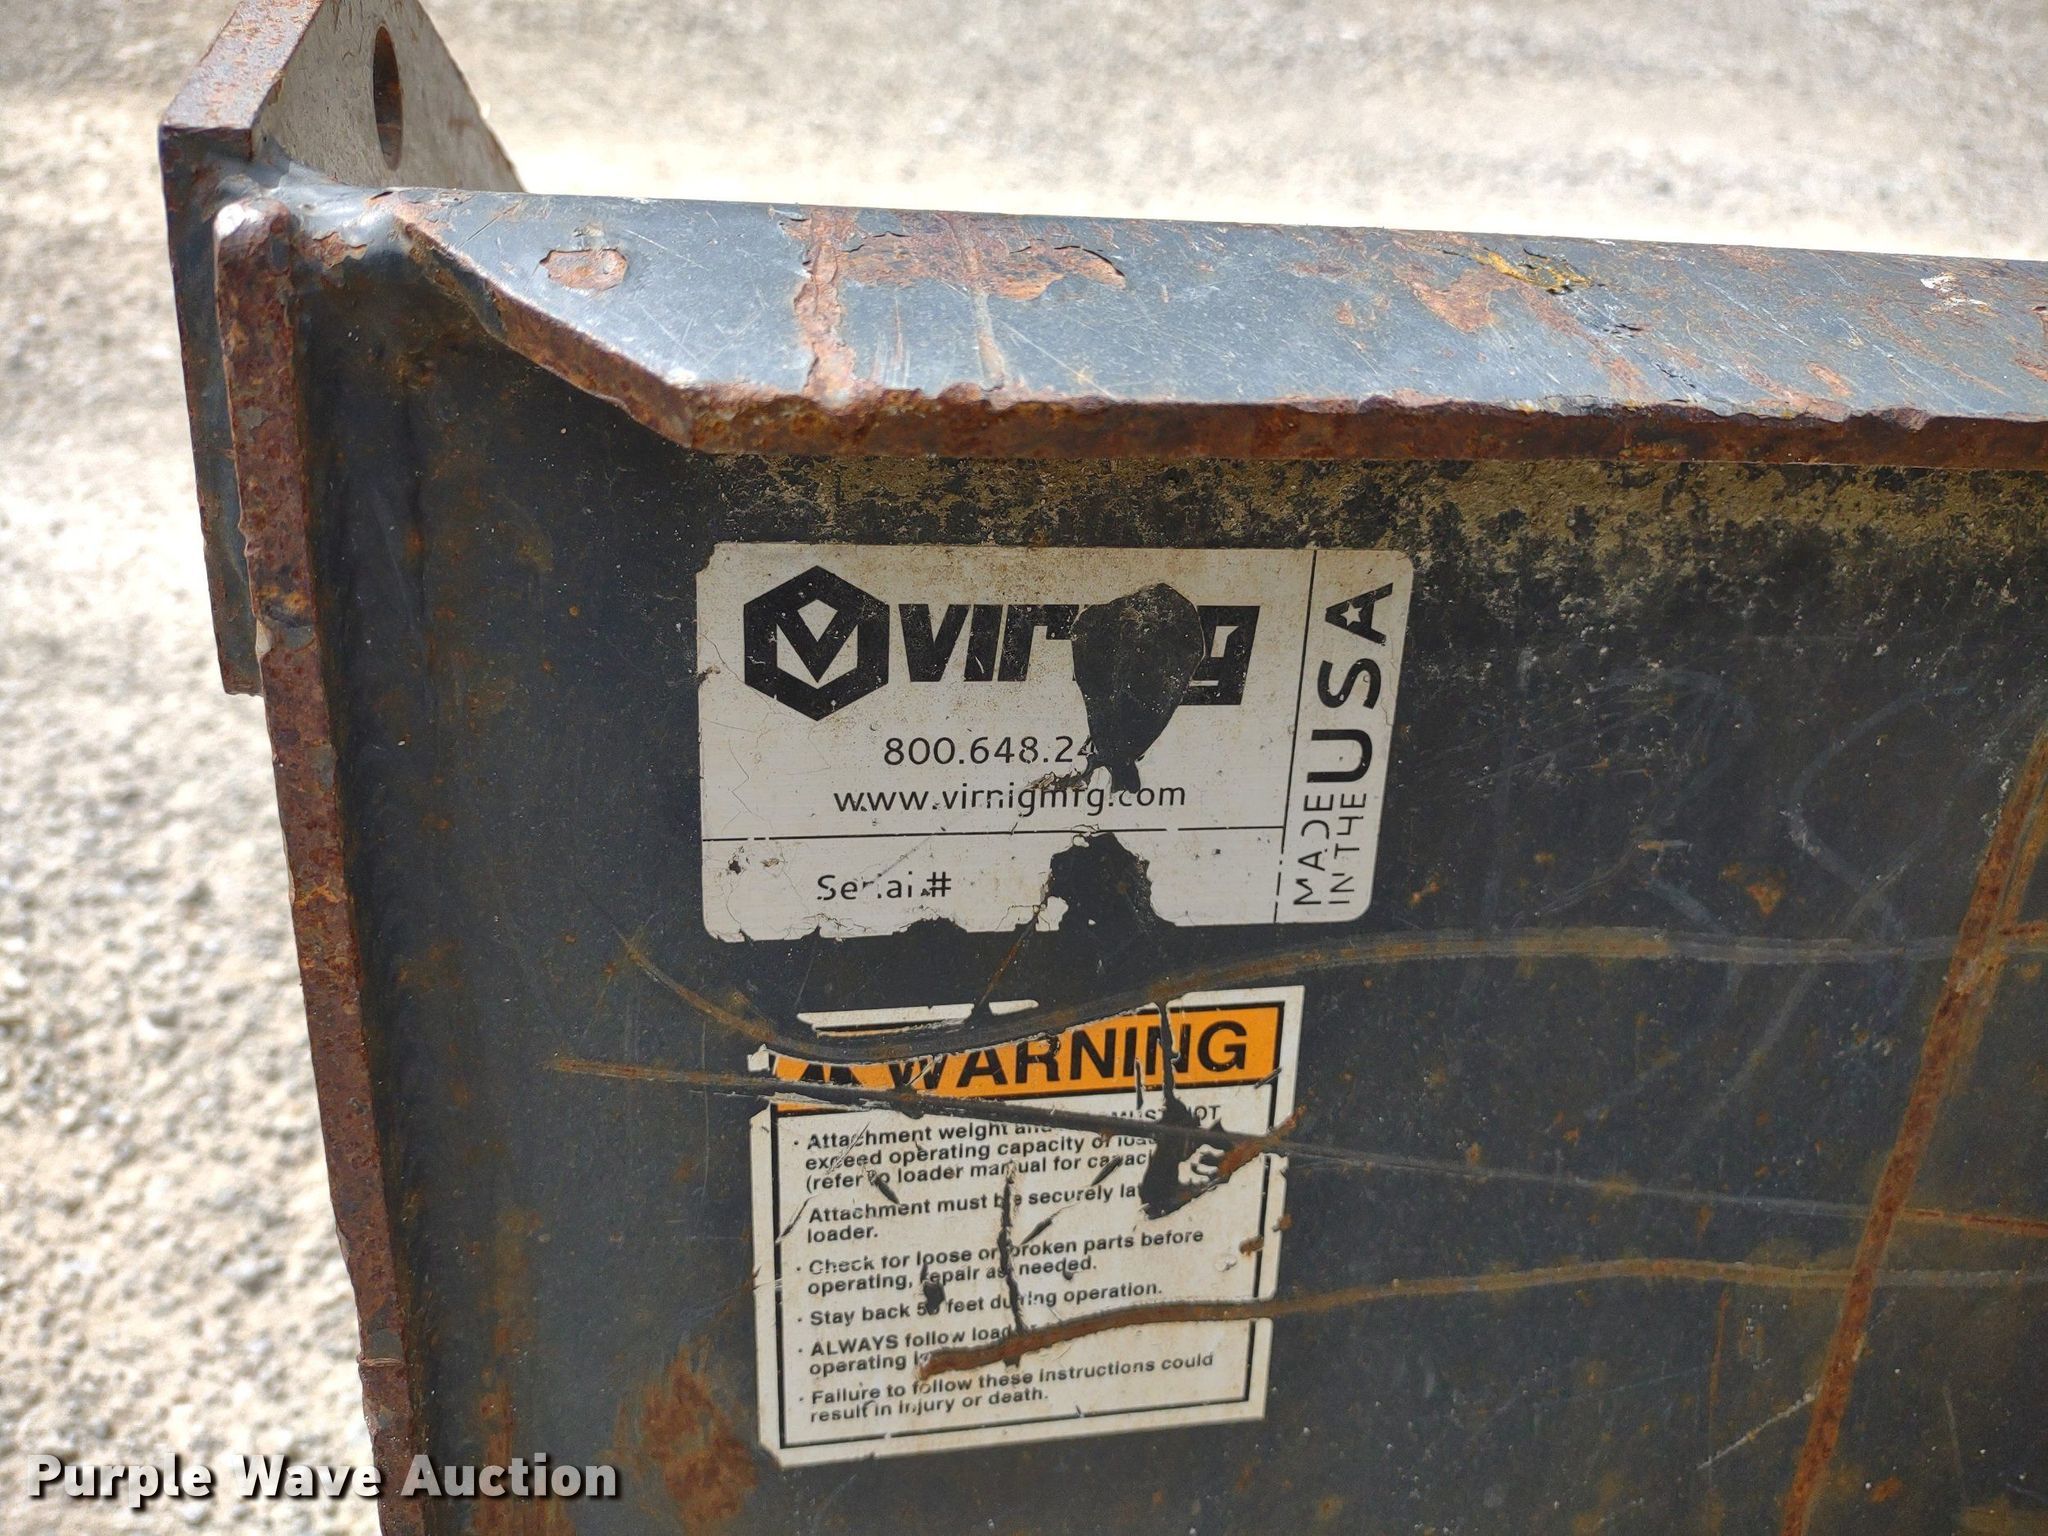 virnig
800.648.24
www.virnigmfg.com
Serial #
MADE
IN THE
USA
WARNING
· Attachment weight and MUST NOT
exceed operating capacity of
(refer to loader manual for
Attachment must be securely
loader.
· Check for loose or broken parts before
operating, repair as needed.
· Stay back 50 feet during operation.
· ALWAYS follow
operating
· Failure to follow these instructions could
result in injury or death.
Purple Wave Auction